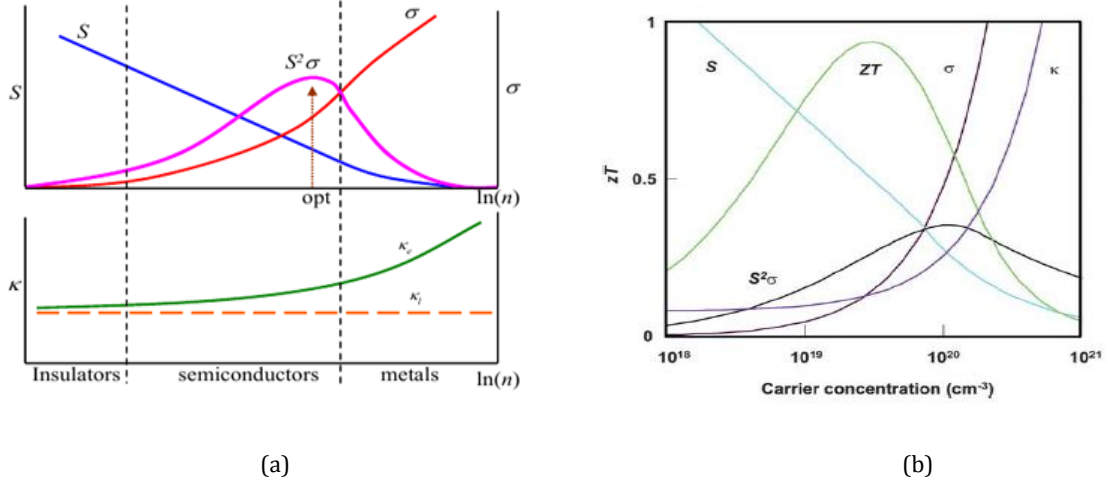 S
σ
S²σ
S
σ
opt
ln(n)
κₑ
κ
κₗ
Insulators
semiconductors
metals
ln(n)
(a)
1
S
ZT
σ
κ
zT
0.5
S²σ
0
10¹⁸
10¹⁹
10²⁰
10²¹
Carrier concentration (cm⁻³)
(b)